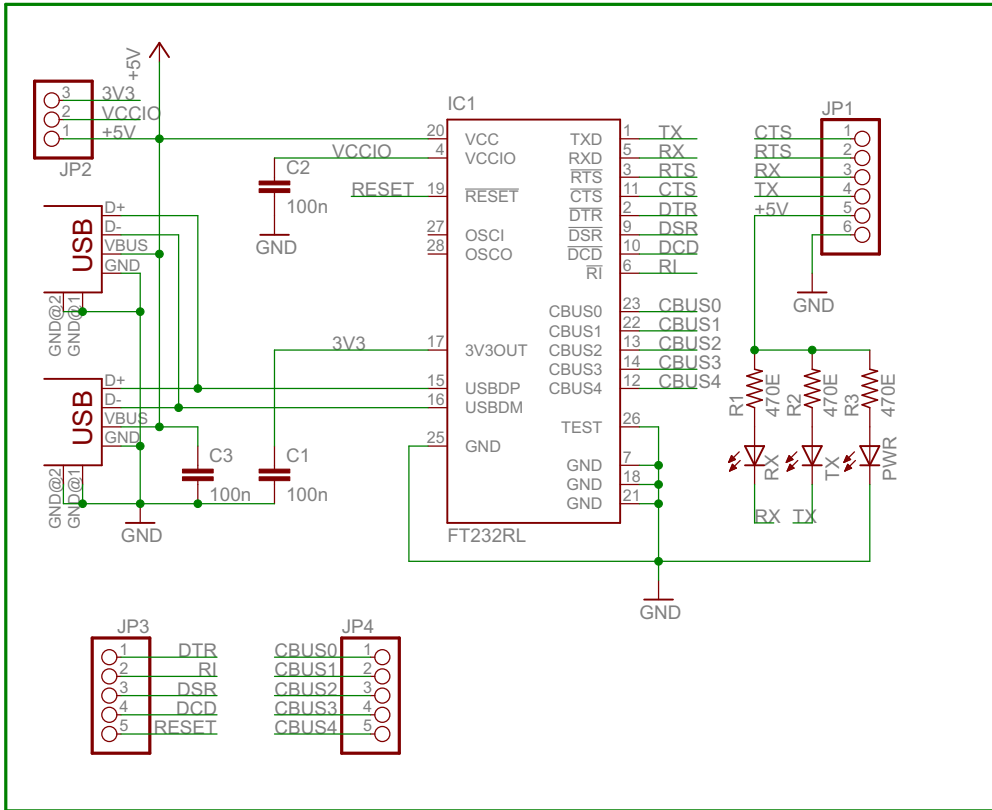 +5V
3 3V3
2 VCCIO
1 +5V
JP2
USB
D+
D-
VBUS
GND
GND@2
GND@1
USB
D+
D-
VBUS
GND
GND@2
GND@1
GND
C3
100n
C1
100n
C2
100n
GND
VCCIO
RESET
3V3
IC1
20 VCC
4 VCCIO
19 RESET
27 OSCI
28 OSCO
17 3V3OUT
15 USBDP
16 USBDM
25 GND
TXD 1 TX
RXD 5 RX
RTS 3 RTS
CTS 11 CTS
DTR 2 DTR
DSR 9 DSR
DCD 10 DCD
RI 6 RI
CBUS0 23 CBUS0
CBUS1 22 CBUS1
CBUS2 13 CBUS2
CBUS3 14 CBUS3
CBUS4 12 CBUS4
TEST 26
GND 7
GND 18
GND 21
FT232RL
GND
JP1
CTS 1
RTS 2
RX 3
TX 4
+5V 5
6
GND
R1
470E
R2
470E
R3
470E
RX
TX
PWR
RX TX
JP3
1 DTR
2 RI
3 DSR
4 DCD
5 RESET
JP4
CBUS0 1
CBUS1 2
CBUS2 3
CBUS3 4
CBUS4 5